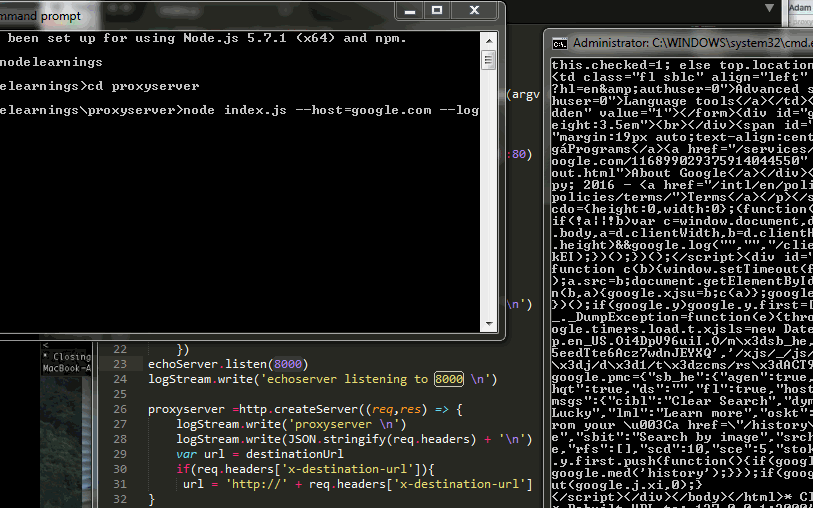 mmand prompt
been set up for using Node.js 5.7.1 (x64) and npm.
nodelearnings
elearnings>cd proxyserver
elearnings\proxyserver>node index.js --host=google.com --log
(argv
:80)
\n')
* Closing
MacBook-A
22 })
23 echoServer.listen(8000)
24 logStream.write('echoserver listening to 8000 \n')
25
26 proxyserver =http.createServer((req,res) => {
27 logStream.write('proxyserver \n')
28 logStream.write(JSON.stringify(req.headers) + '\n')
29 var url = destinationUrl
30 if(req.headers['x-destination-url']){
31 url = 'http://' + req.headers['x-destination-url']
32 }
Adam
Administrator: C:\WINDOWS\system32\cmd.e
this.checked=1; else top.locatio
<td class="fl sblc" align="left"
?hl=en&amp;authuser=0">Advanced s
huser=0">Language tools</a></td><
dden" value="1"></form><div id="g
eight:3.5em"><br></div><span id="
"margin:19px auto;text-align:cent
gáPrograms</a><a href="/services/
oogle.com/116899029375914044550"
out.html">About Google</a></div><
py; 2016 - <a href="/intl/en/poli
policies/terms/">Terms</a></p></s
cdo={height:0,width:0};(function(
if(!a||!b)var c=window.document,d
.body,a=d.clientWidth,b=d.clientH
.height)&&google.log("","","/clie
kEI);})();})();</script><div id="
function c(b){window.setTimeout(f
);a.src=b;document.getElementById
n(b,a){google.xjsu=b;c(a)};google
})();if(google.y)google.y.first=[
_._DumpException=function(e){thro
oogle.timers.load.t.xjsls=new Date
p.en_US.Oi4DpU96uiI.O/m\x3dsb_he,
5eedTte6Acz7wdnJEYXQ','/xjs/_/js/
\x3dj/d\x3d1/t\x3dzcms/rs\x3dACT9
google.pmc={"sb_he":{"agen":true,
hqt":true,"ds":"","fl":true,"host
msgs":{"cibl":"Clear Search","dym
Lucky","lml":"Learn more","oskt":
rom your \u003Ca href=\"/history\
e","sbit":"Search by image","srch
e,"rfs":[],"scd":10,"sce":5,"stok
.y.first.push(function(){if(googl
google.med('history');}});if(goog
ut(google.j.xi,0);}
</script></div></body></html>* Cl